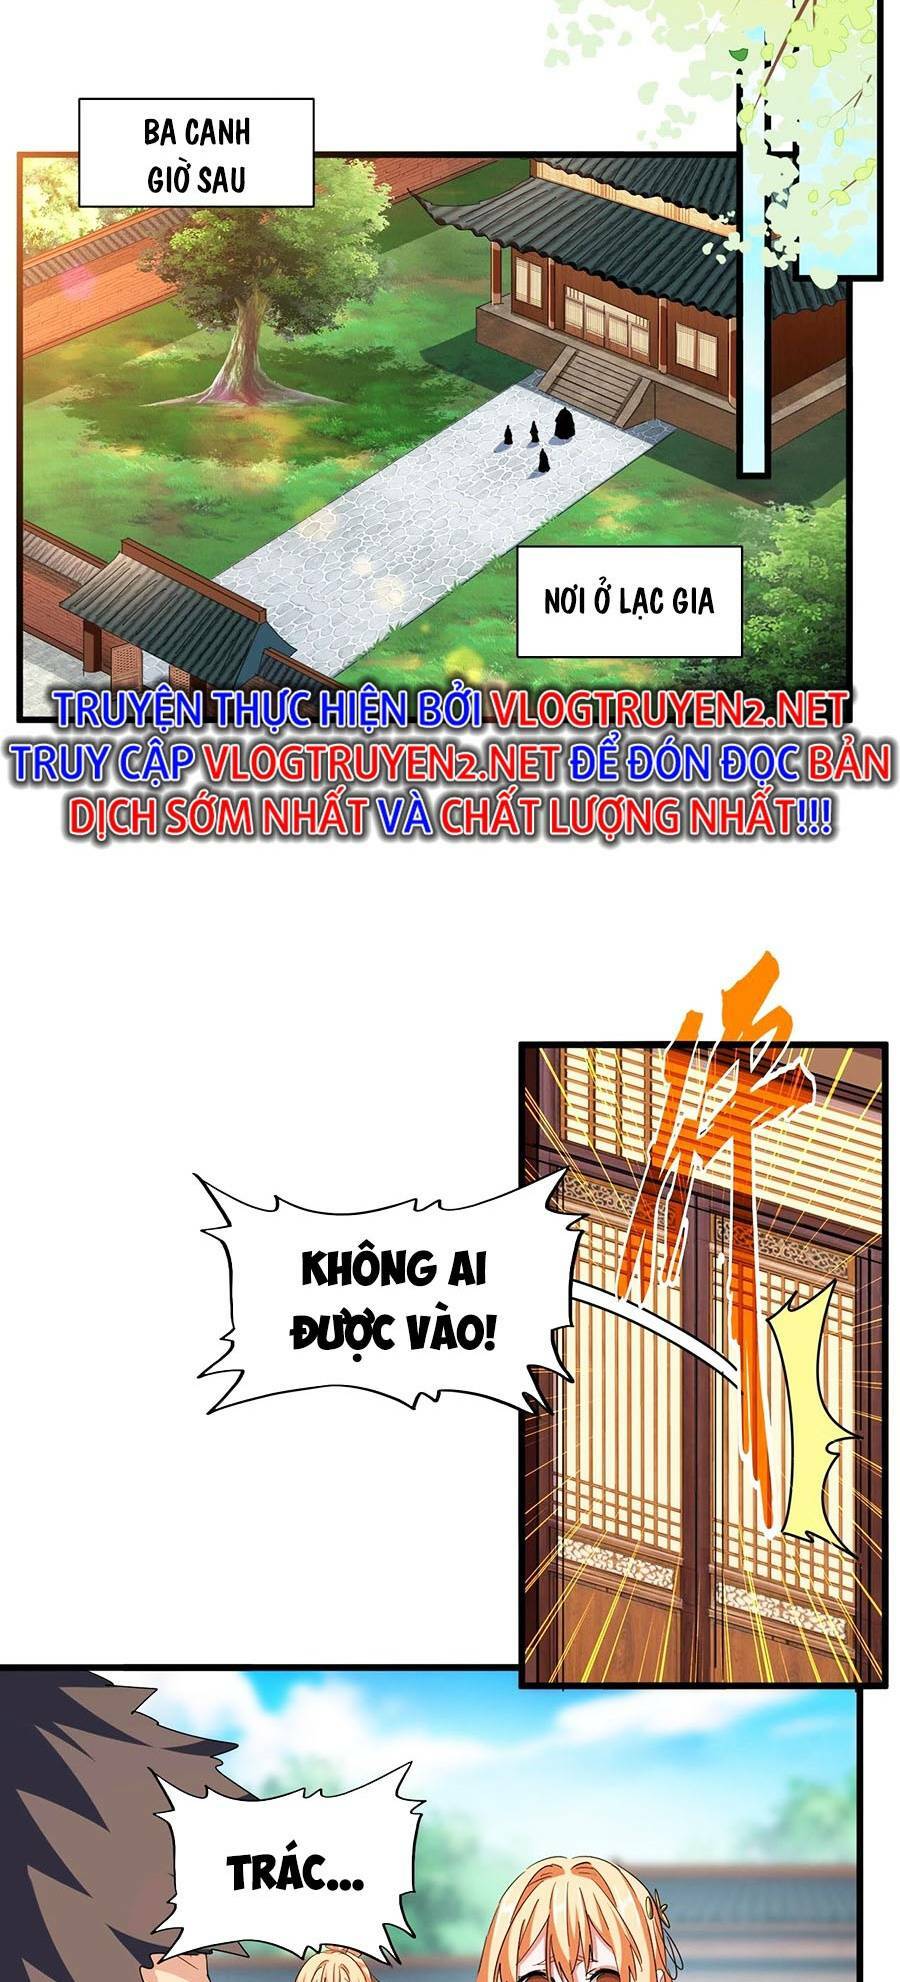 BA CANH
GIỜ SAU
NƠI Ở LẠC GIA
TRUYỆN THỰC HIỆN BỞI VLOGTRUYEN2.NET
TRUY CẬP VLOGTRUYEN2.NET ĐỂ ĐÓN ĐỌC BẢN
DỊCH SỚM NHẤT VÀ CHẤT LƯỢNG NHẤT!!!
KHÔNG AI
ĐƯỢC VÀO!
TRÁC...